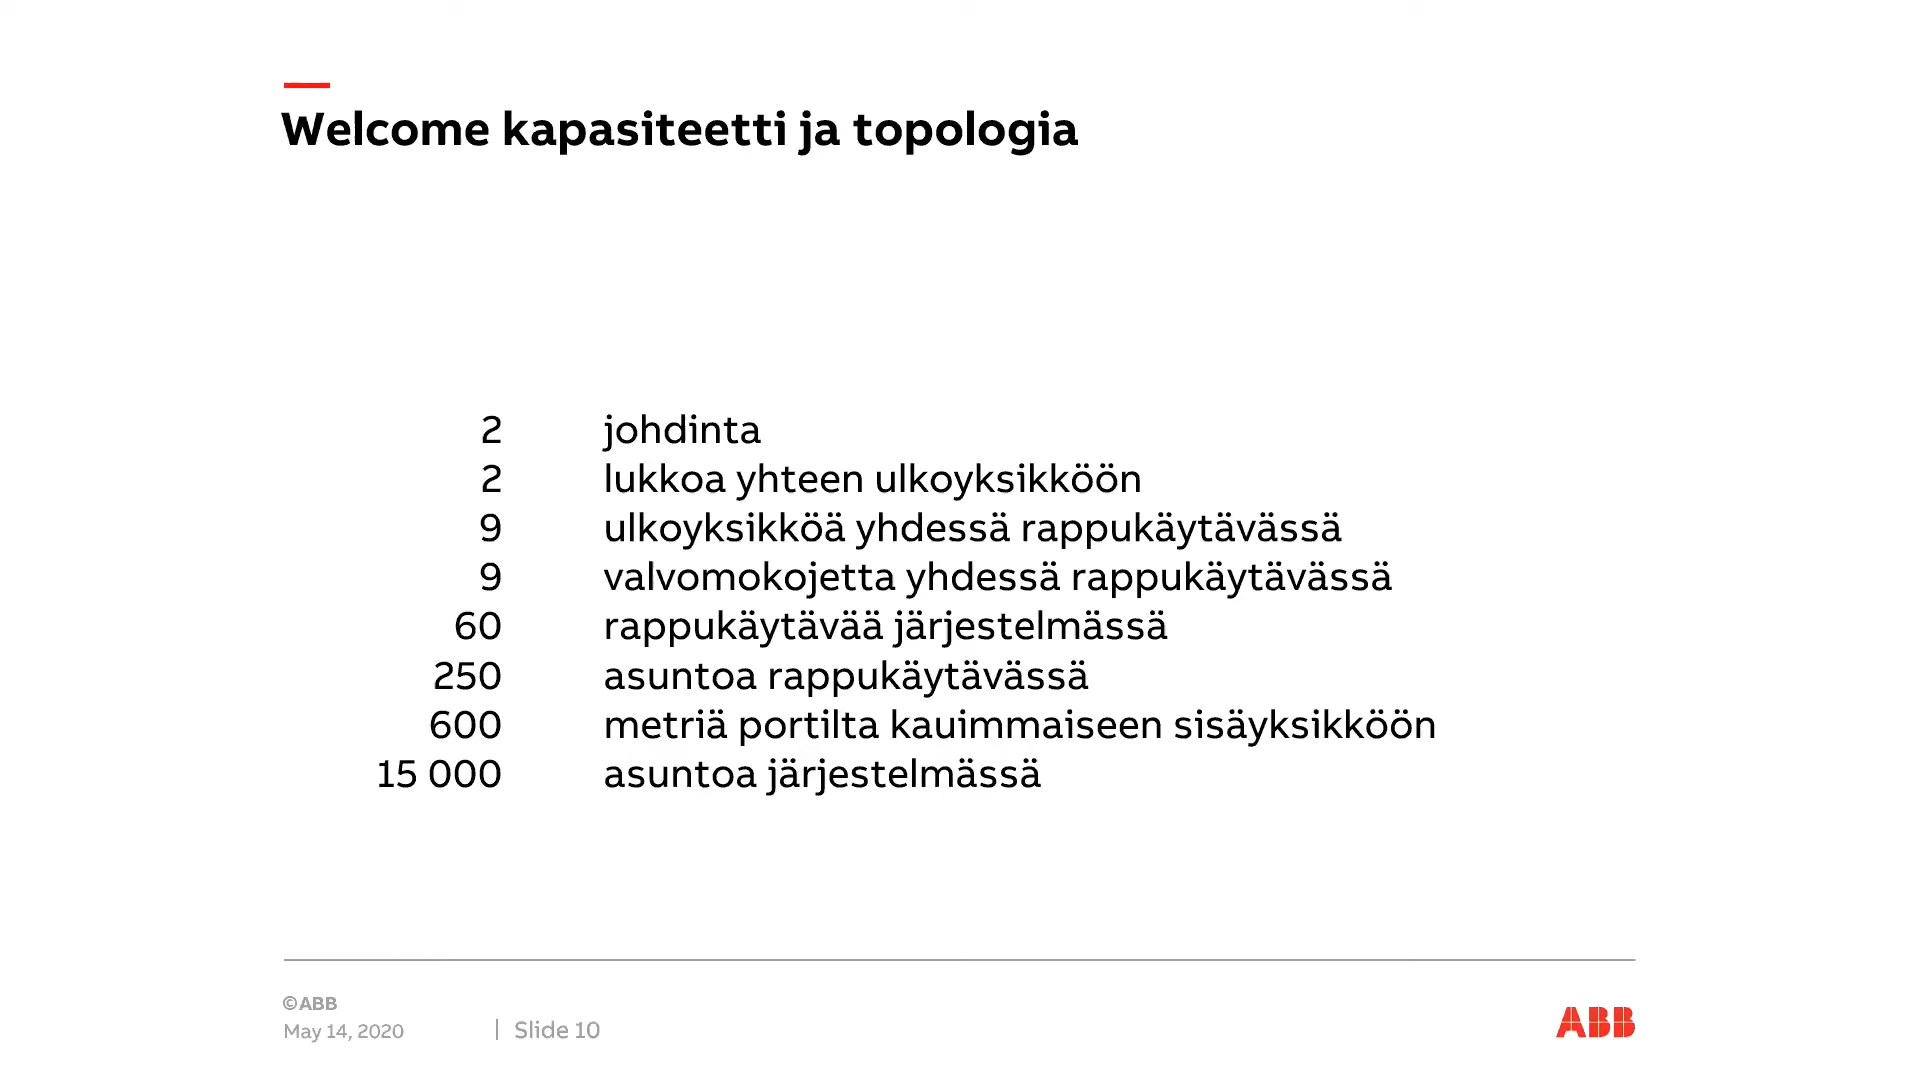 Welcome kapasiteetti ja topologia
2 johdinta
2 lukkoa yhteen ulkoyksikköön
9 ulkoyksikköä yhdessä rappukäytävässä
9 valvomokojetta yhdessä rappukäytävässä
60 rappukäytävää järjestelmässä
250 asuntoa rappukäytävässä
600 metriä portilta kauimmaiseen sisäyksikköön
15 000 asuntoa järjestelmässä
©ABB
May 14, 2020 | Slide 10
ABB